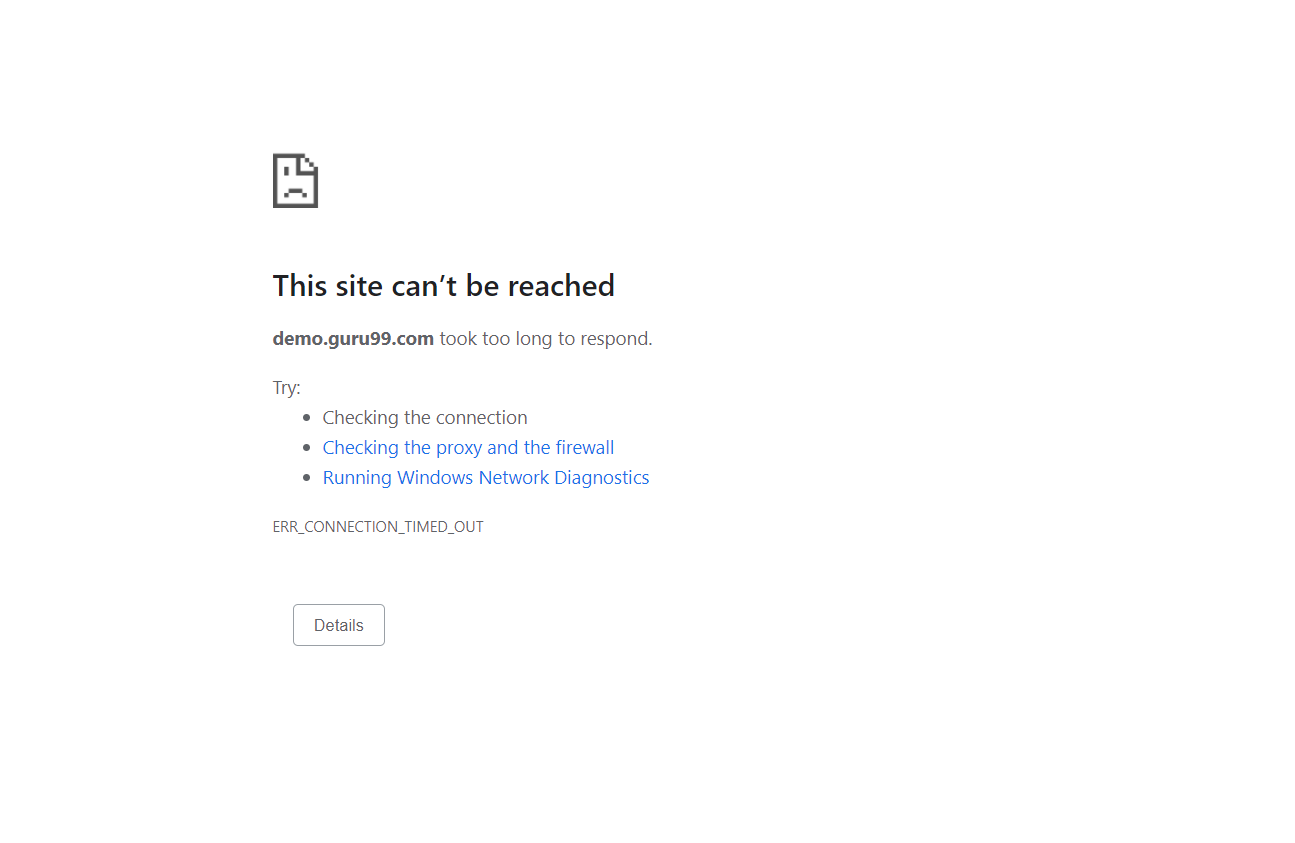 This site can’t be reached
demo.guru99.com took too long to respond.
Try:
Checking the connection
Checking the proxy and the firewall
Running Windows Network Diagnostics
ERR_CONNECTION_TIMED_OUT
Details